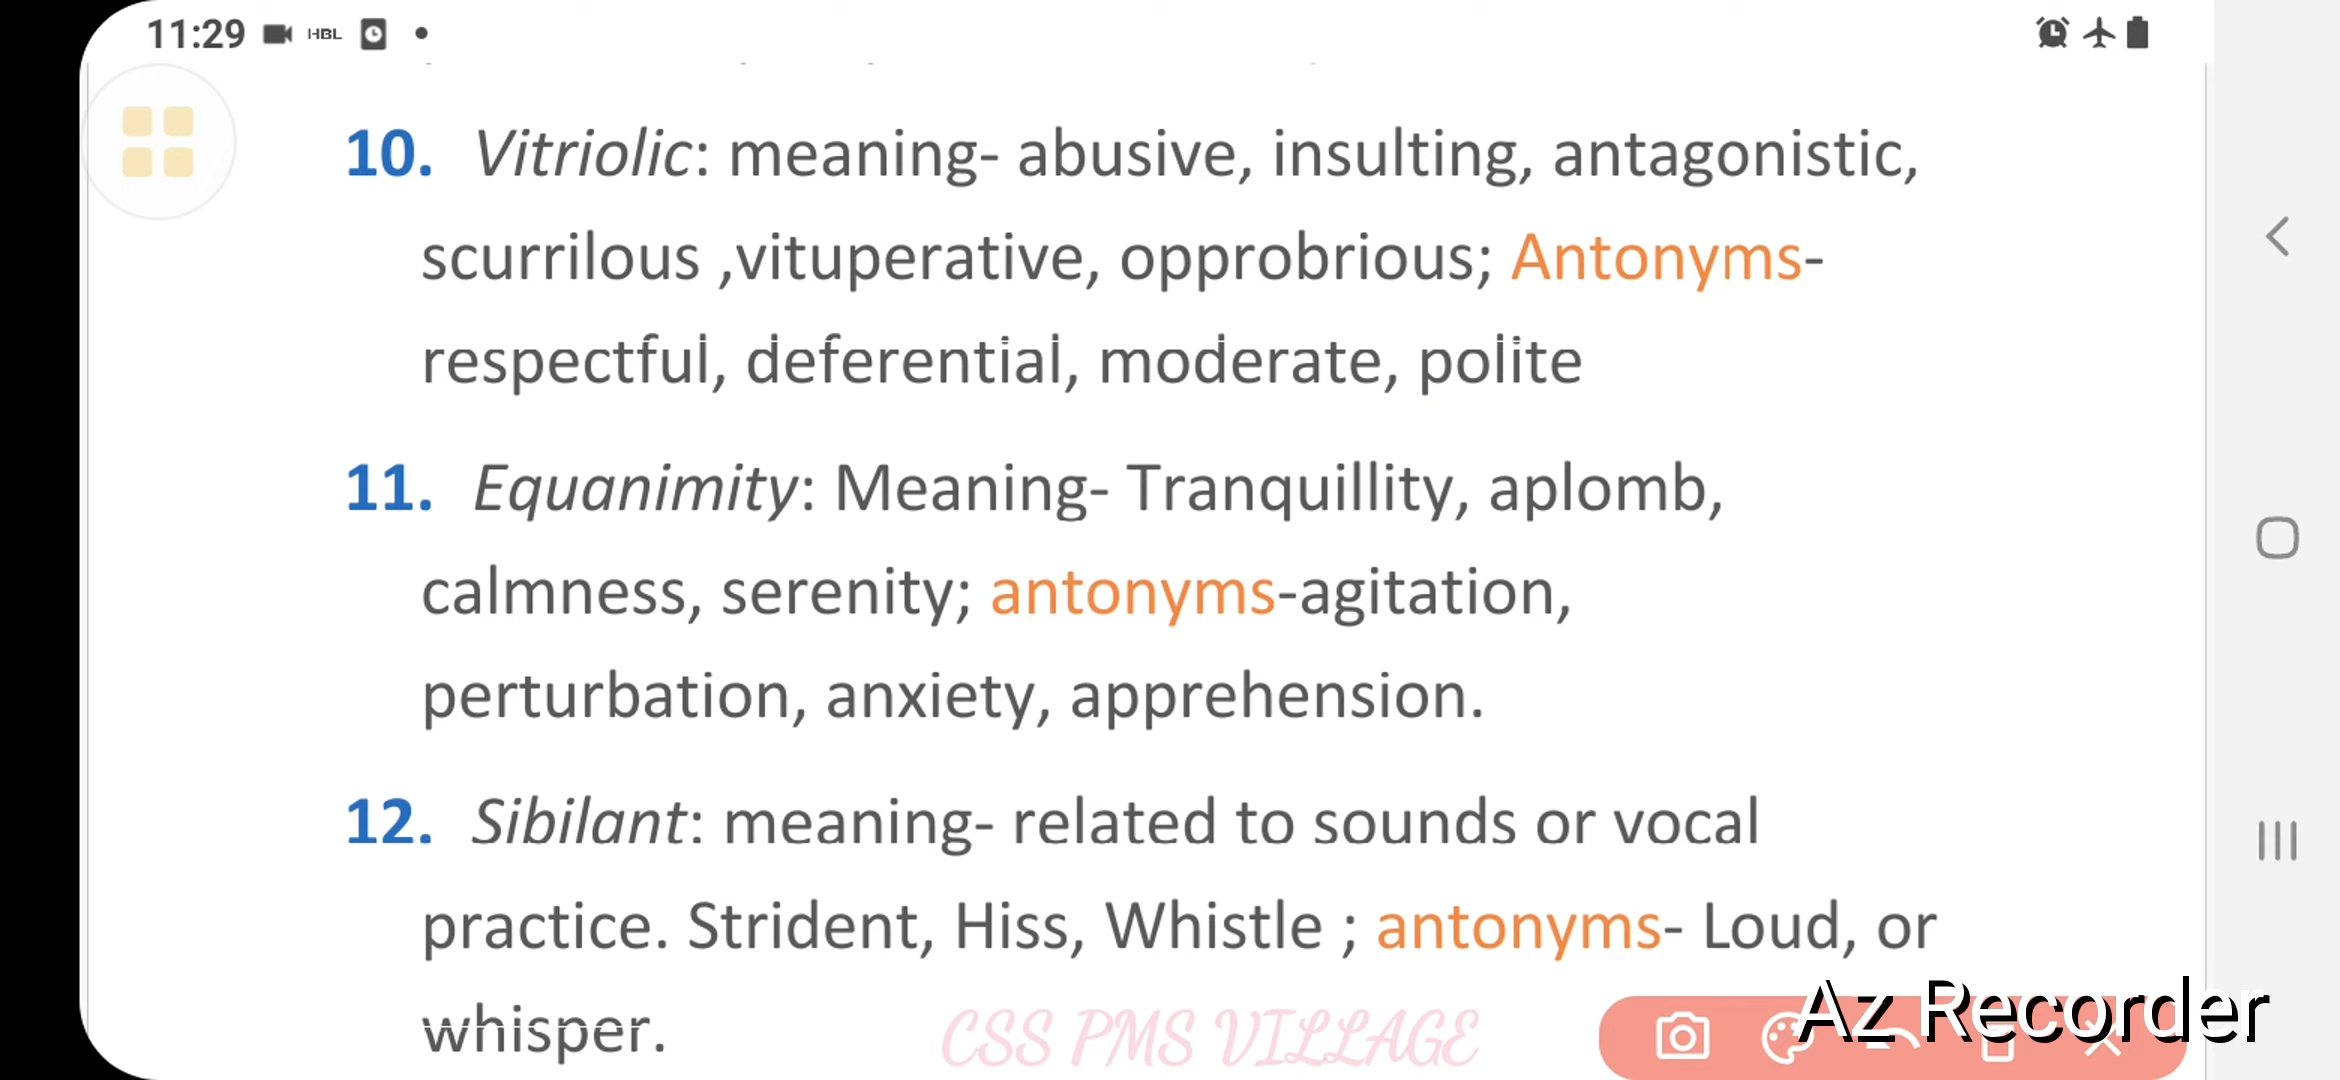 11:29 HBL
10. Vitriolic: meaning- abusive, insulting, antagonistic,
scurrilous ,vituperative, opprobrious; Antonyms-
respectful, deferential, moderate, polite
11. Equanimity: Meaning- Tranquillity, aplomb,
calmness, serenity; antonyms-agitation,
perturbation, anxiety, apprehension.
12. Sibilant: meaning- related to sounds or vocal
practice. Strident, Hiss, Whistle ; antonyms- Loud, or
whisper.
CSS PMS VILLAGE
Az Recorder